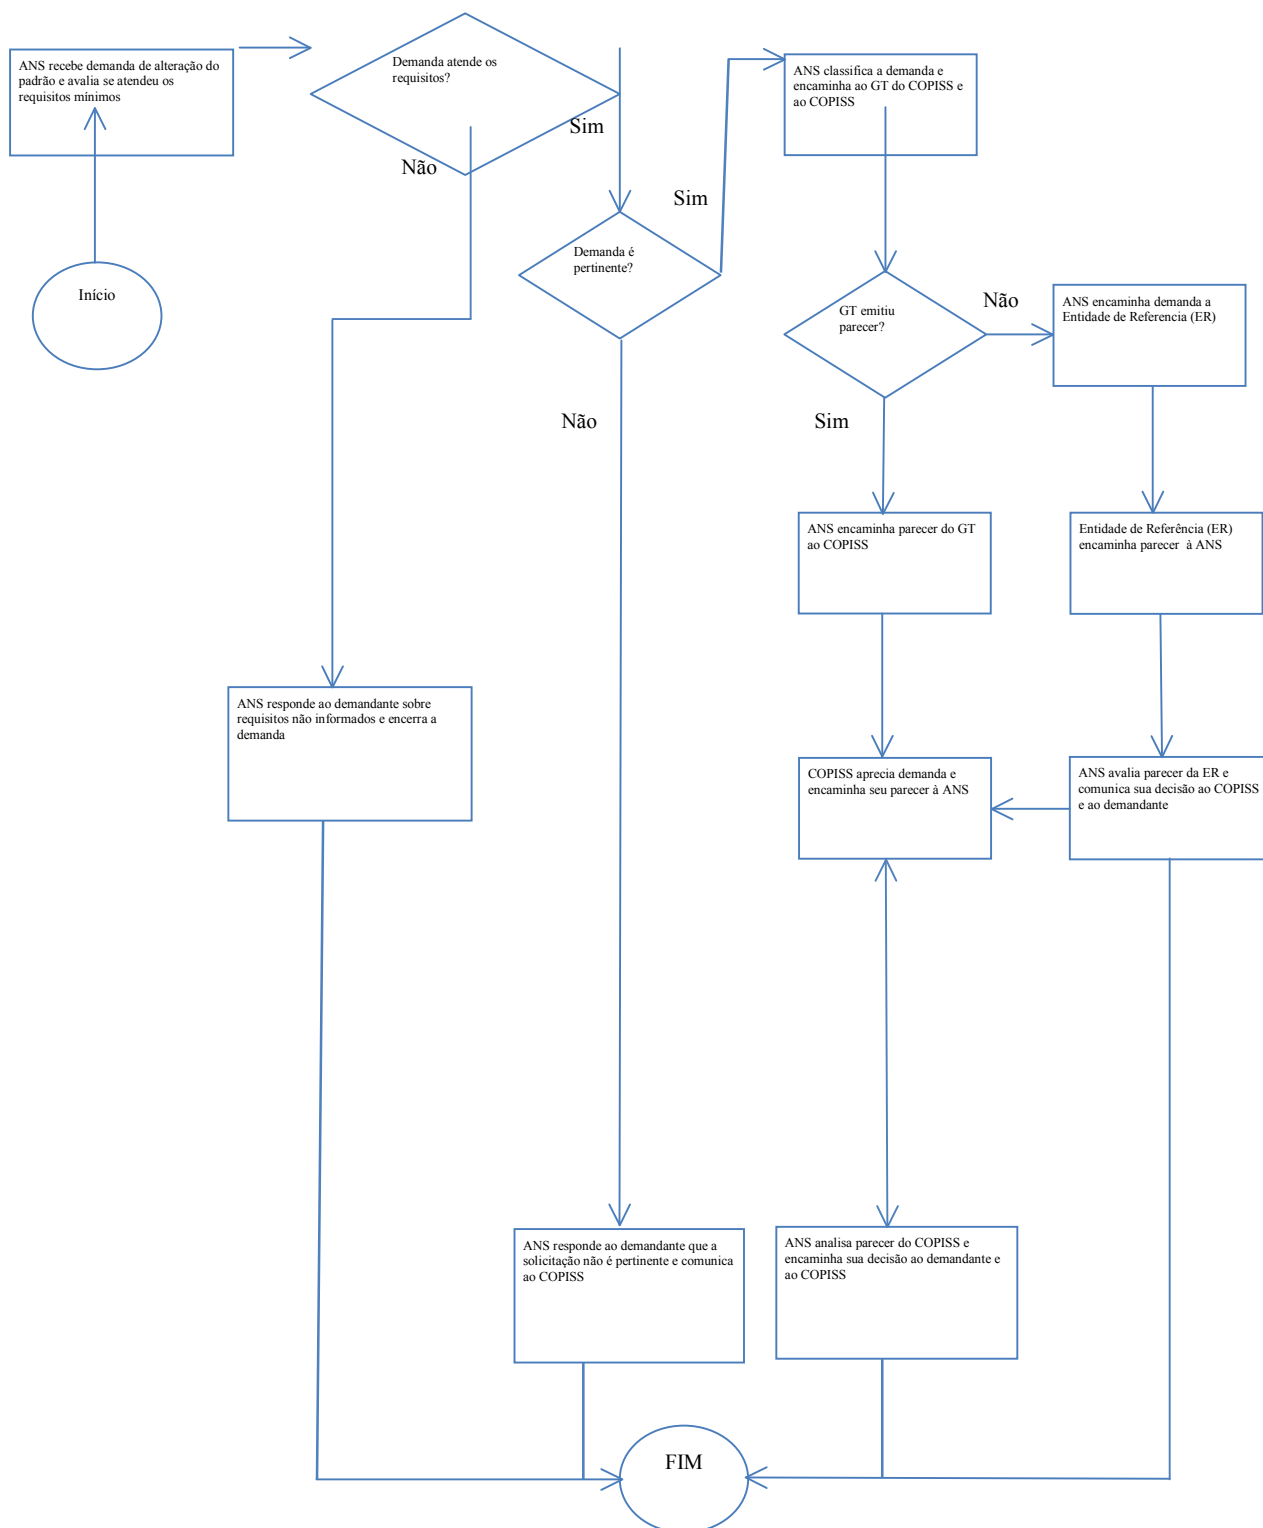 ANS recebe demanda de alteração do
padrão e avalia se atendeu os
requisitos mínimos
Demanda atende os
requisitos?
ANS classifica a demanda e
encaminha ao GT do COPISS e
ao COPISS
Sim
Não
Sim
Demanda é
pertinente?
Início
GT emitiu
parecer?
Não
ANS encaminha demanda a
Entidade de Referencia (ER)
Não
Sim
ANS encaminha parecer do GT
ao COPISS
Entidade de Referência (ER)
encaminha parecer à ANS
ANS responde ao demandante sobre
requisitos não informados e encerra a
demanda
COPISS aprecia demanda e
encaminha seu parecer à ANS
ANS avalia parecer da ER e
comunica sua decisão ao COPISS
e ao demandante
ANS responde ao demandante que a
solicitação não é pertinente e comunica
ao COPISS
ANS analisa parecer do COPISS e
encaminha sua decisão ao demandante e
ao COPISS
FIM